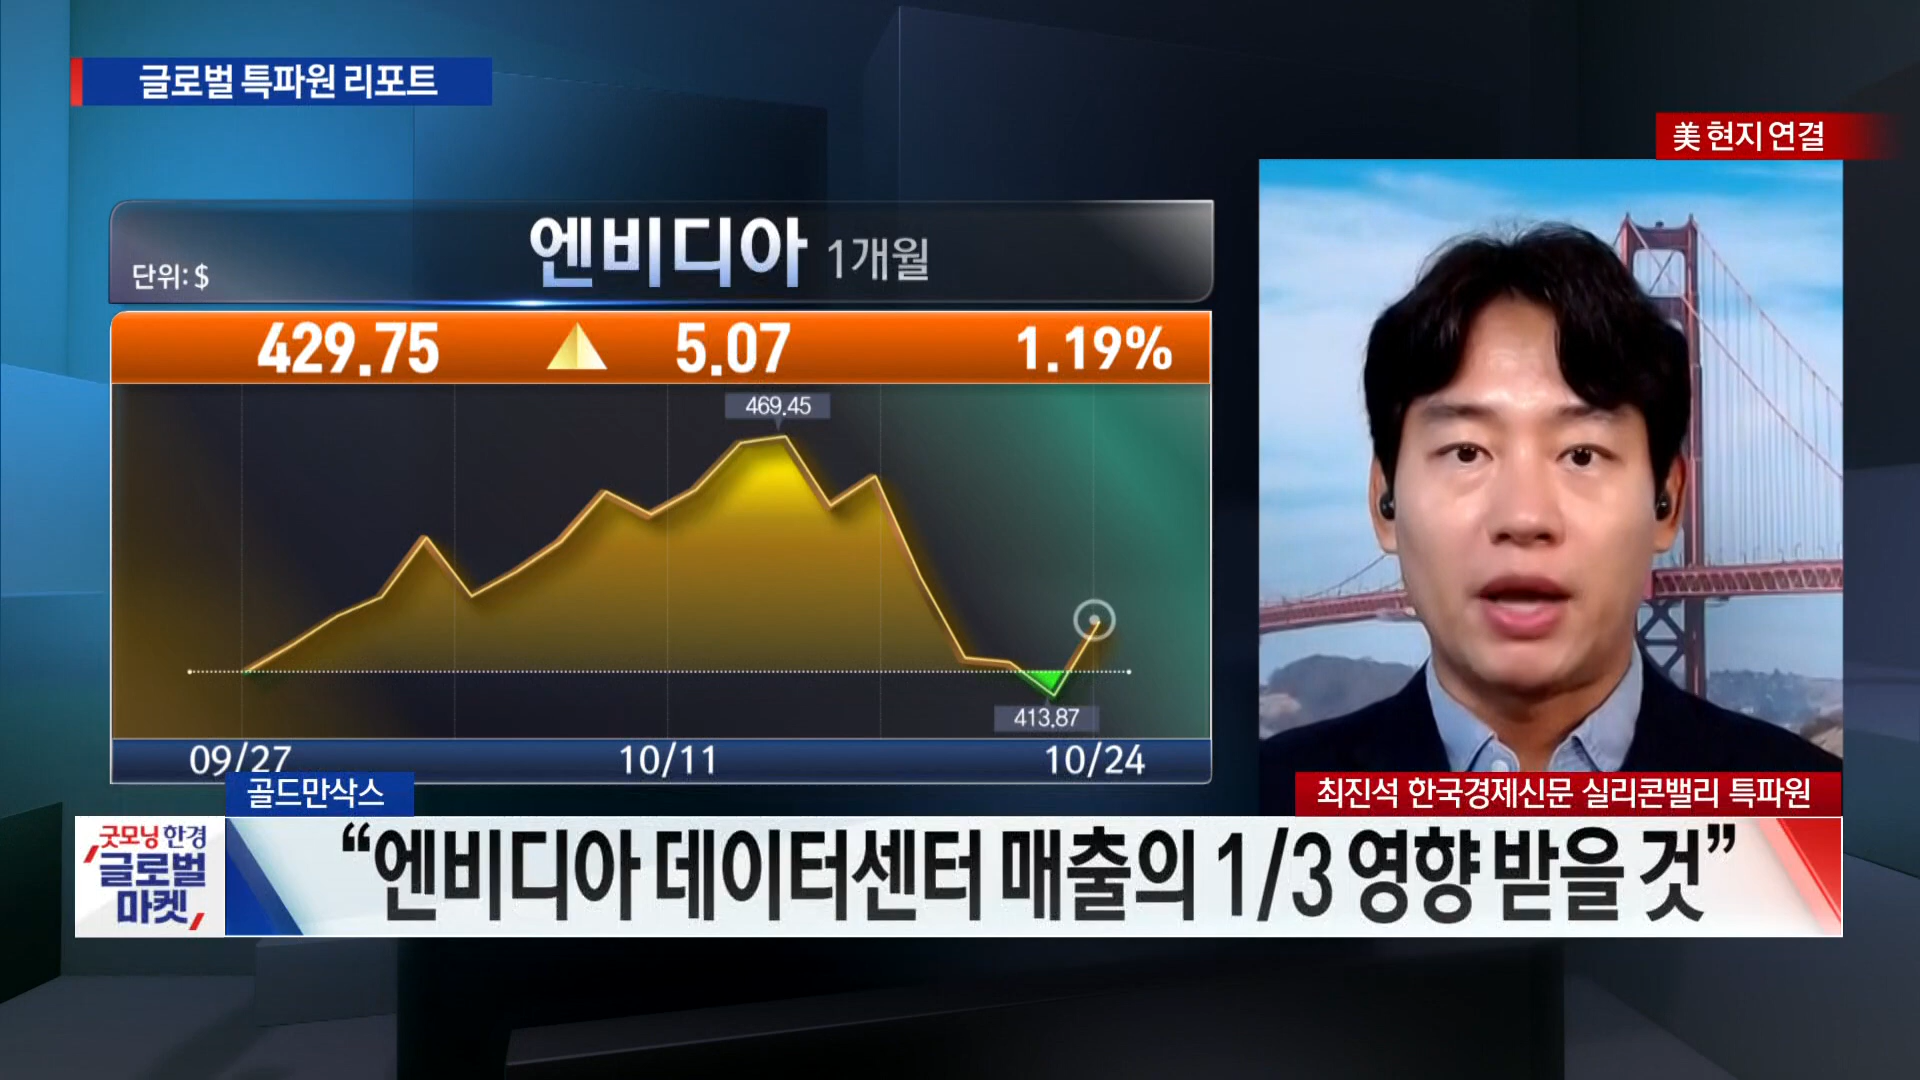 글로벌 특파원 리포트
美 현지 연결
엔비디아 1개월
단위: $
429.75 5.07 1.19%
469.45
413.87
09/27 10/11 10/24
골드만삭스
최진석 한국경제신문 실리콘밸리 특파원
굿모닝 한경
글로벌
마켓
“엔비디아 데이터센터 매출의 1/3 영향 받을 것”